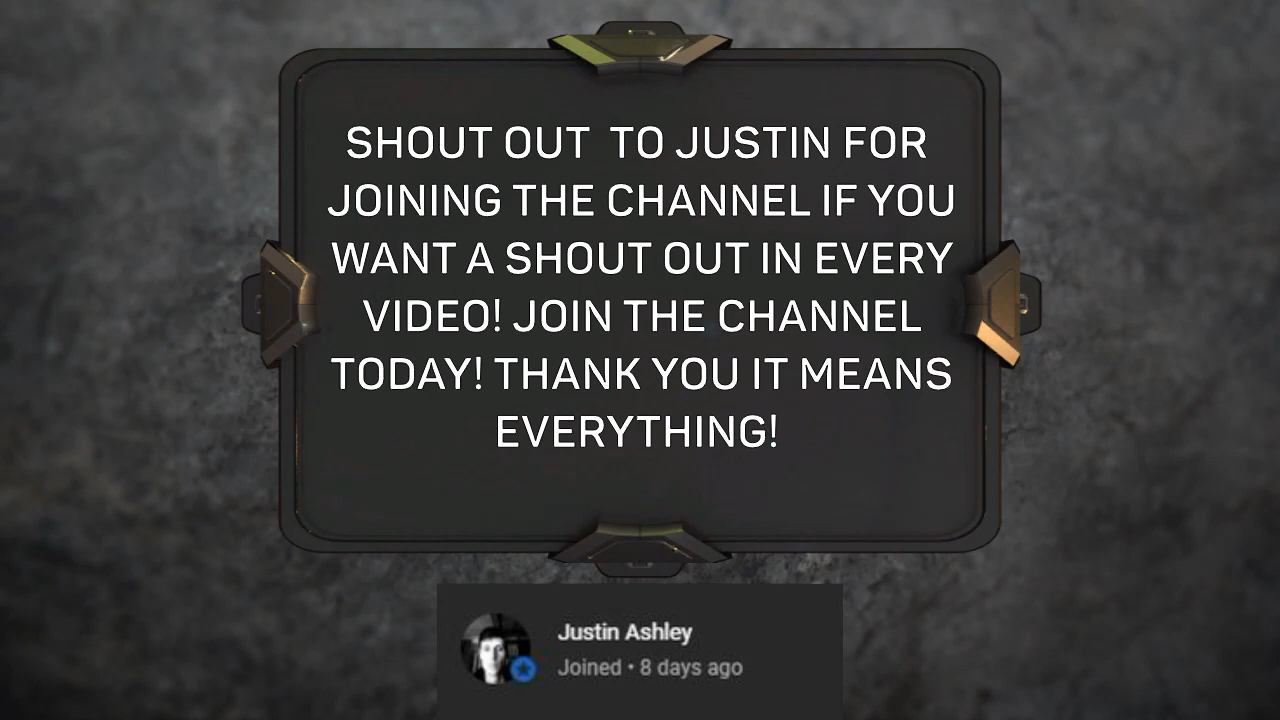 SHOUT OUT  TO JUSTIN FOR
JOINING THE CHANNEL IF YOU
WANT A SHOUT OUT IN EVERY
VIDEO! JOIN THE CHANNEL
TODAY! THANK YOU IT MEANS
EVERYTHING!
Justin Ashley
Joined • 8 days ago